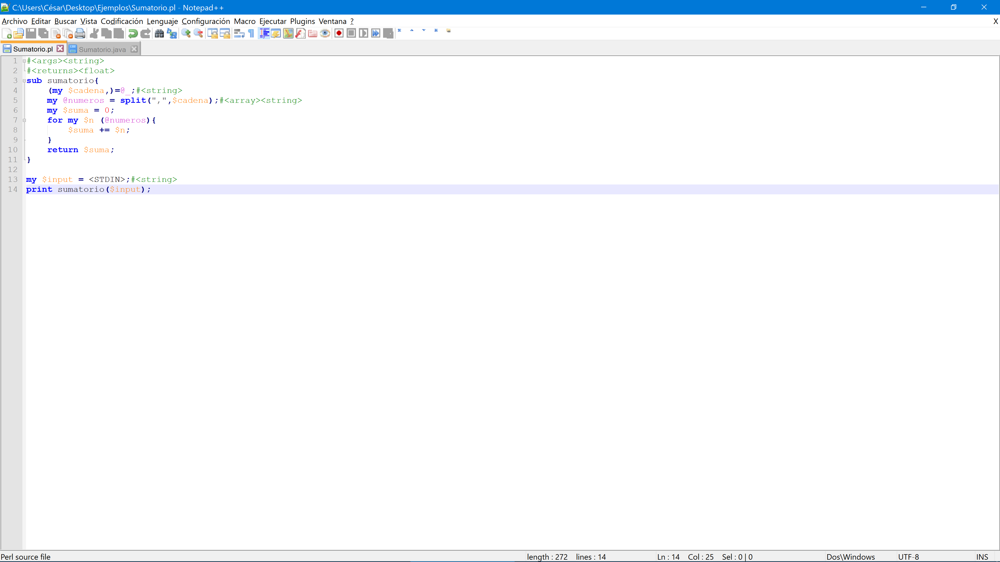 C:\Users\César\Desktop\Ejemplos\Sumatorio.pl - Notepad++
Archivo Editar Buscar Vista Codificación Lenguaje Configuración Macro Ejecutar Plugins Ventana ? X
Sumatorio.pl Sumatorio.java
1 #<args><string>
2 #<returns><float>
3 sub sumatorio{
4     (my $cadena,)=@_;#<string>
5     my @numeros = split(",",$cadena);#<array><string>
6     my $suma = 0;
7     for my $n (@numeros){
8         $suma += $n;
9     }
10     return $suma;
11 }
12
13 my $input = <STDIN>;#<string>
14 print sumatorio($input);
Perl source file length : 272 lines : 14 Ln : 14 Col : 25 Sel : 0 | 0 Dos\Windows UTF-8 INS